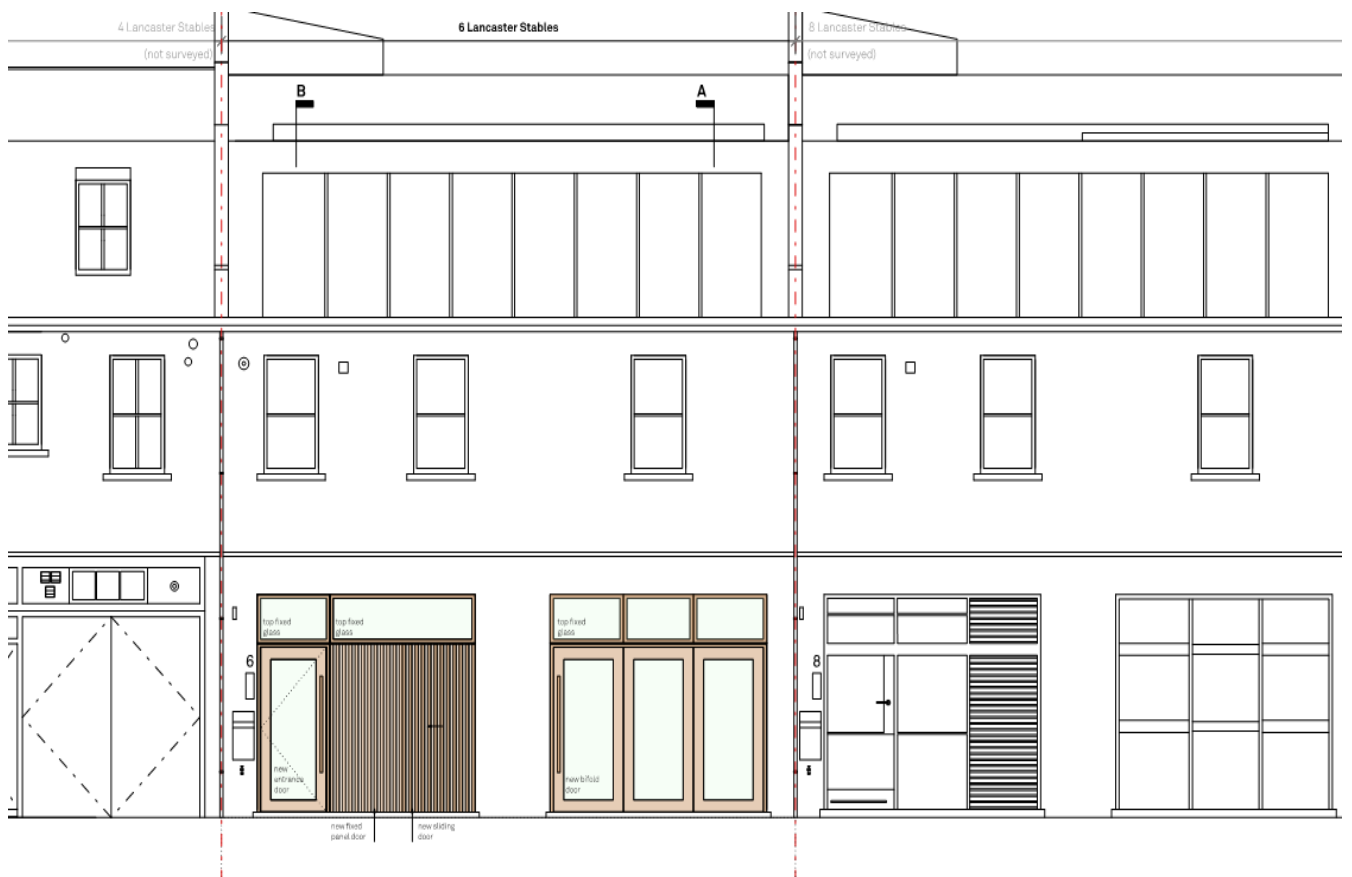 4 Lancaster Stables
6 Lancaster Stables
8 Lancaster Stables
(not surveyed)
(not surveyed)
B
A
top fixed
glass
top fixed
glass
top fixed
glass
6
8
new
entrance
door
new bifold
door
new fixed
panel door
new sliding
door